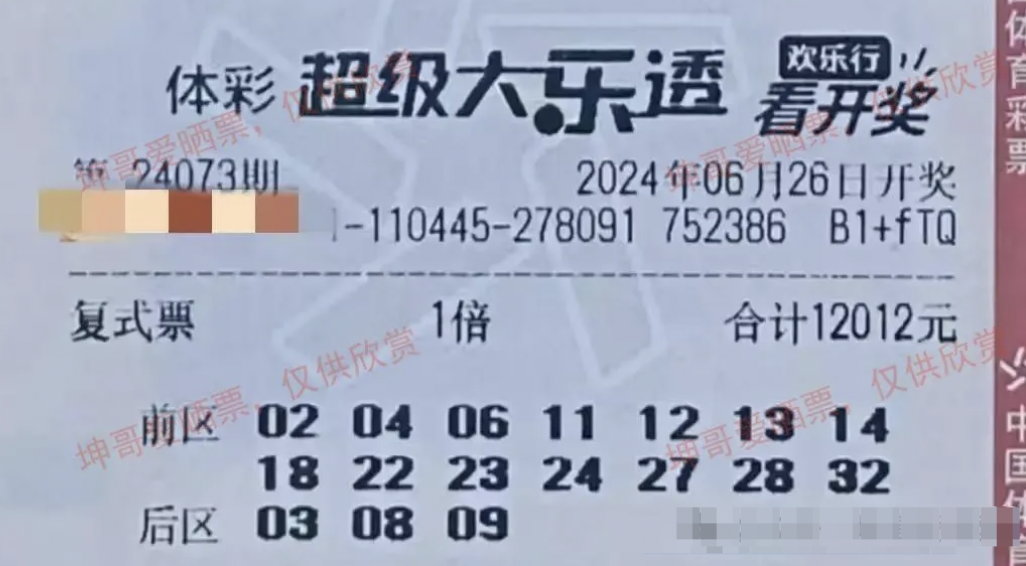 体彩 超级大乐透 欢乐行 看开奖
第 24073期 2024年06月26日开奖
-110445-278091 752386 B1+fTQ
复式票 1倍 合计12012元
前区 02 04 06 11 12 13 14
18 22 23 24 27 28 32
后区 03 08 09
坤哥爱晒票，仅供欣赏
坤哥爱晒票，仅供欣赏
坤哥爱晒票，仅供欣赏
坤哥爱晒票，仅供欣赏
体育彩票
中国体育